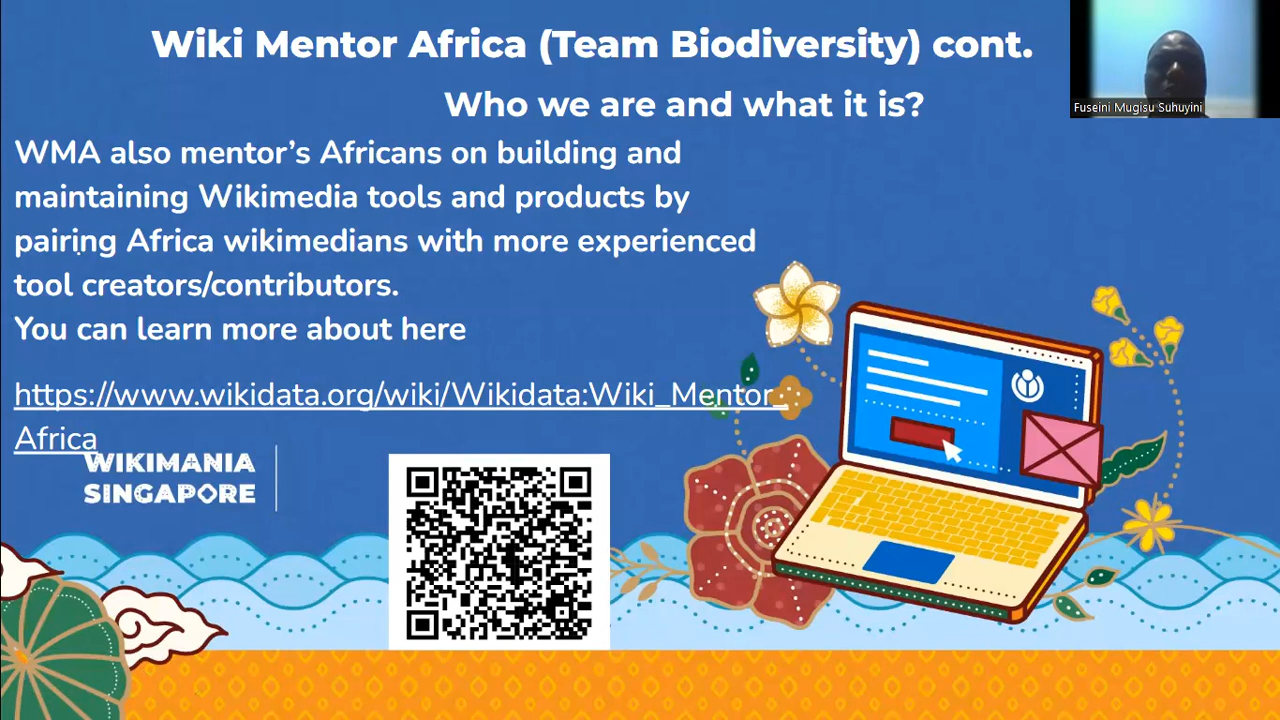 Wiki Mentor Africa (Team Biodiversity) cont.
Who we are and what it is?
Fuseini Mugisu Suhuyini
WMA also mentor’s Africans on building and
maintaining Wikimedia tools and products by
pairing Africa wikimedians with more experienced
tool creators/contributors.
You can learn more about here
https://www.wikidata.org/wiki/Wikidata:Wiki_Mentor_
Africa
WIKIMANIA
SINGAPORE